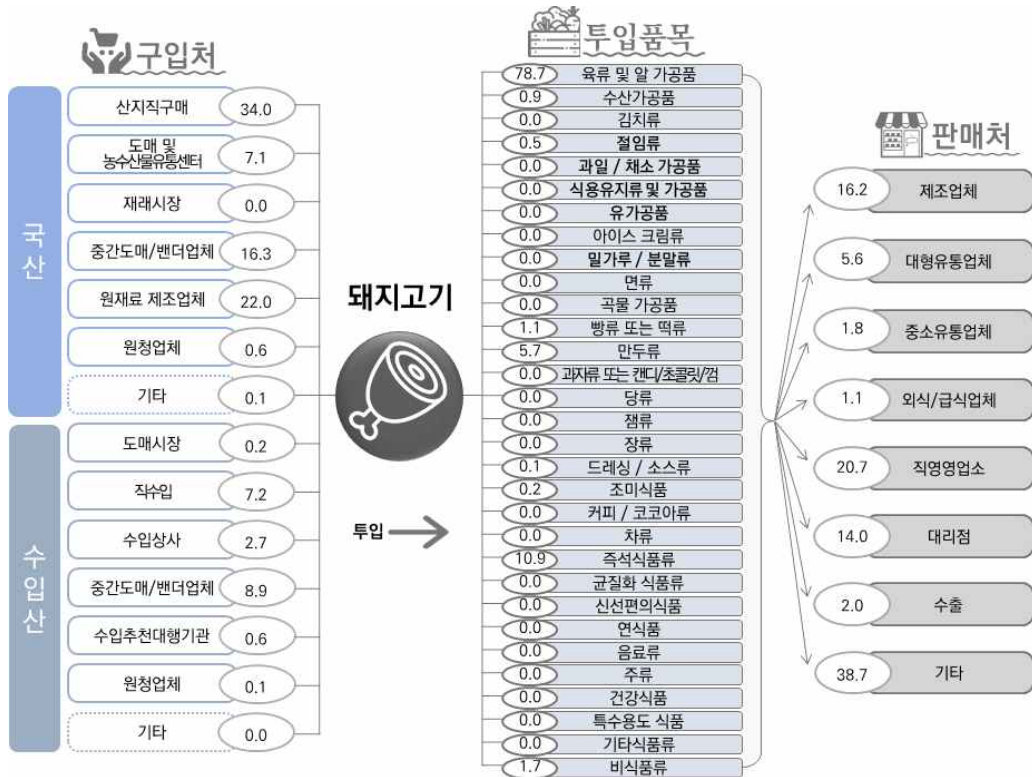 구입처
국산
산지직구매 34.0
도매 및
농수산물유통센터 7.1
재래시장 0.0
중간도매/밴더업체 16.3
원재료 제조업체 22.0
원청업체 0.6
기타 0.1
수입산
도매시장 0.2
직수입 7.2
수입상사 2.7
중간도매/밴더업체 8.9
수입추천대행기관 0.6
원청업체 0.1
기타 0.0
돼지고기
투입
투입품목
78.7 육류 및 알 가공품
0.9 수산가공품
0.0 김치류
0.5 절임류
0.0 과일 / 채소 가공품
0.0 식용유지류 및 가공품
0.0 유가공품
0.0 아이스 크림류
0.0 밀가루 / 분말류
0.0 면류
0.0 곡물 가공품
1.1 빵류 또는 떡류
5.7 만두류
0.0 과자류 또는 캔디/초콜릿/껌
0.0 당류
0.0 잼류
0.0 장류
0.1 드레싱 / 소스류
0.2 조미식품
0.0 커피 / 코코아류
0.0 차류
10.9 즉석식품류
0.0 균질화 식품류
0.0 신선편의식품
0.0 연식품
0.0 음료류
0.0 주류
0.0 건강식품
0.0 특수용도 식품
0.0 기타식품류
1.7 비식품류
판매처
16.2 제조업체
5.6 대형유통업체
1.8 중소유통업체
1.1 외식/급식업체
20.7 직영영업소
14.0 대리점
2.0 수출
38.7 기타